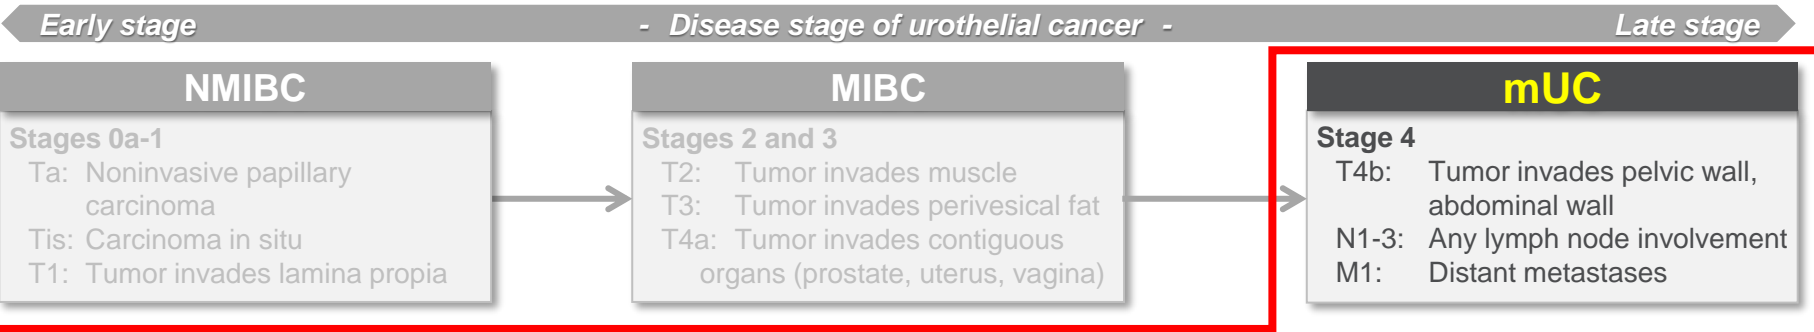 Early stage - Disease stage of urothelial cancer - Late stage
NMIBC
Stages 0a-1
Ta: Noninvasive papillary
carcinoma
Tis: Carcinoma in situ
T1: Tumor invades lamina propia
MIBC
Stages 2 and 3
T2: Tumor invades muscle
T3: Tumor invades perivesical fat
T4a: Tumor invades contiguous
organs (prostate, uterus, vagina)
mUC
Stage 4
T4b: Tumor invades pelvic wall,
abdominal wall
N1-3: Any lymph node involvement
M1: Distant metastases